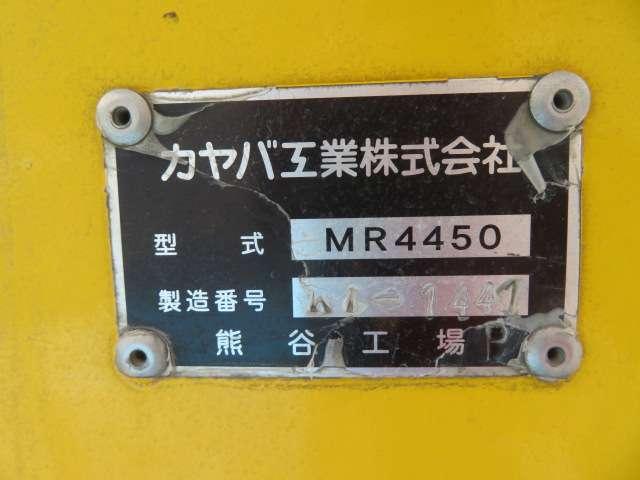 カヤバ工業株式会社
型式 MR4450
製造番号
熊谷工場 P